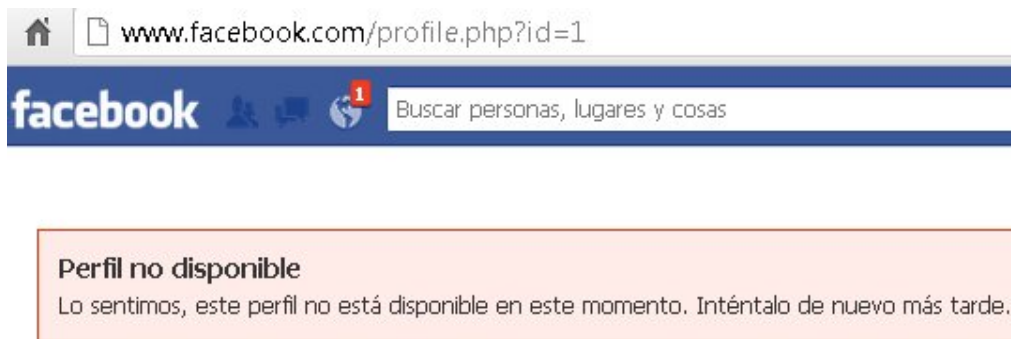 www.facebook.com/profile.php?id=1
facebook 1 Buscar personas, lugares y cosas
Perfil no disponible
Lo sentimos, este perfil no está disponible en este momento. Inténtalo de nuevo más tarde.